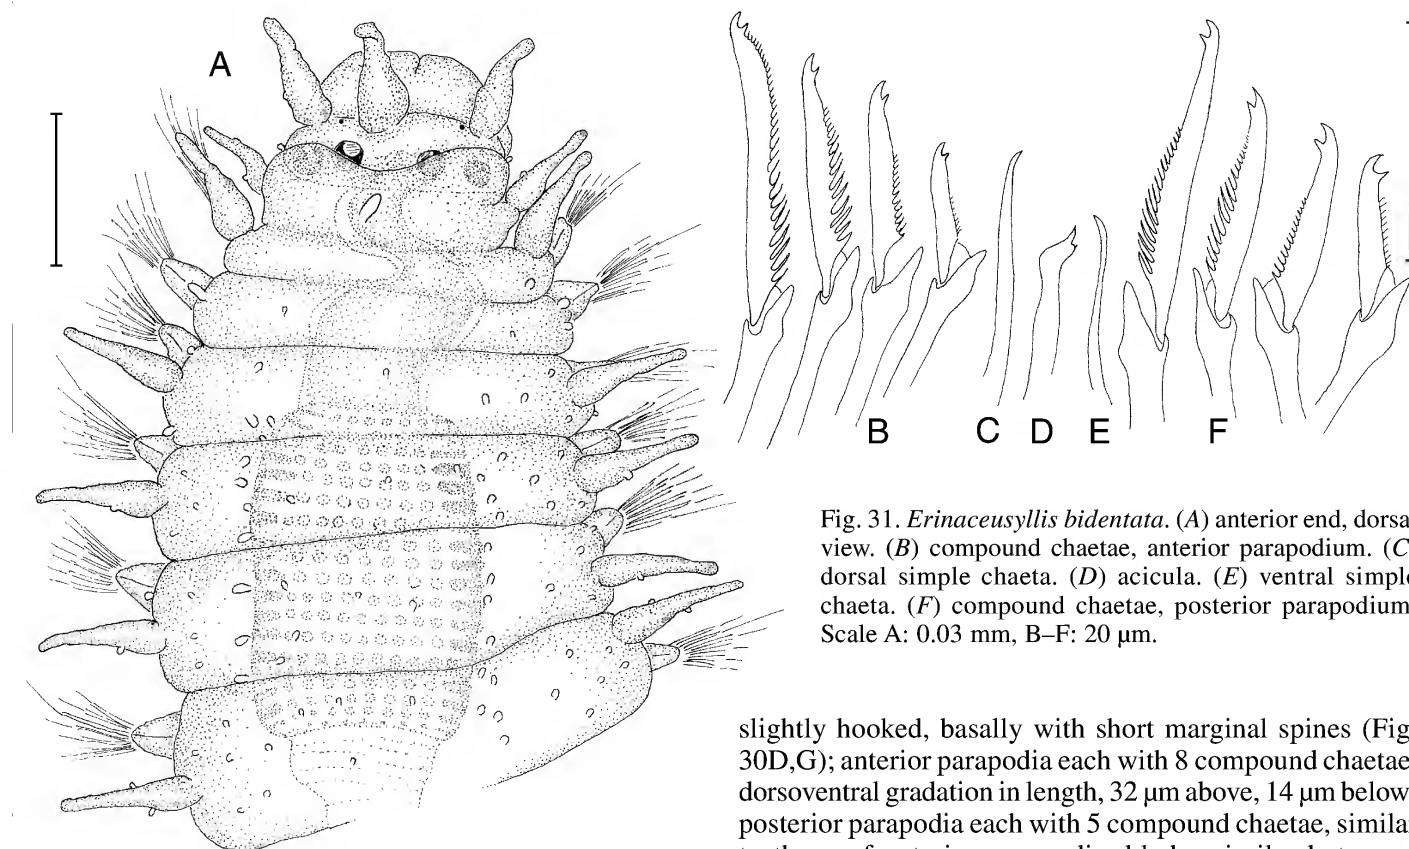 A
B
C
D
E
F
Fig. 31. Erinaceusyllis bidentata. (A) anterior end, dorsa
view. (B) compound chaetae, anterior parapodium. (C
dorsal simple chaeta. (D) acicula. (E) ventral simple
chaeta. (F) compound chaetae, posterior parapodium
Scale A: 0.03 mm, B–F: 20 µm.
slightly hooked, basally with short marginal spines (Fig
30D,G); anterior parapodia each with 8 compound chaetae
dorsoventral gradation in length, 32 µm above, 14 µm below
posterior parapodia each with 5 compound chaetae, similar